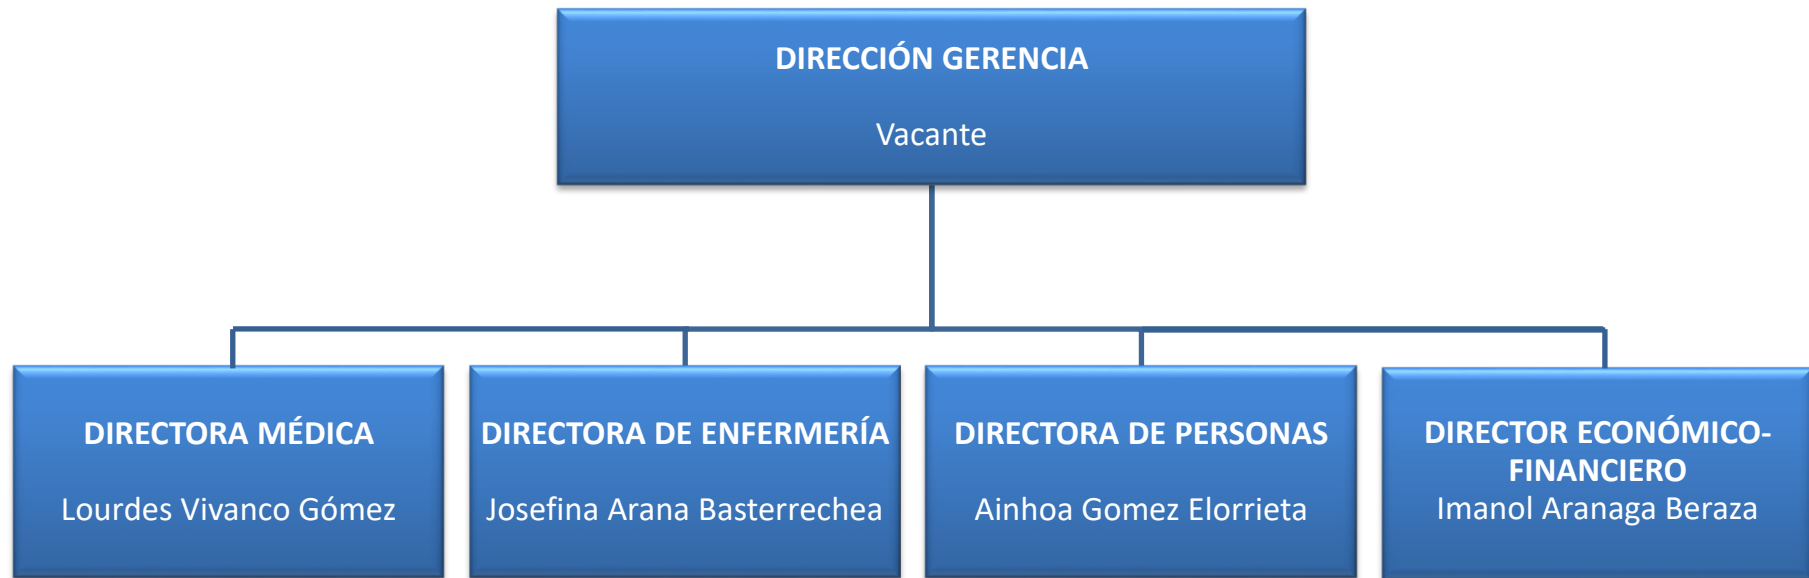 DIRECCIÓN GERENCIA
Vacante
DIRECTORA MÉDICA
Lourdes Vivanco Gómez
DIRECTORA DE ENFERMERÍA
Josefina Arana Basterrechea
DIRECTORA DE PERSONAS
Ainhoa Gomez Elorrieta
DIRECTOR ECONÓMICO-
FINANCIERO
Imanol Aranaga Beraza